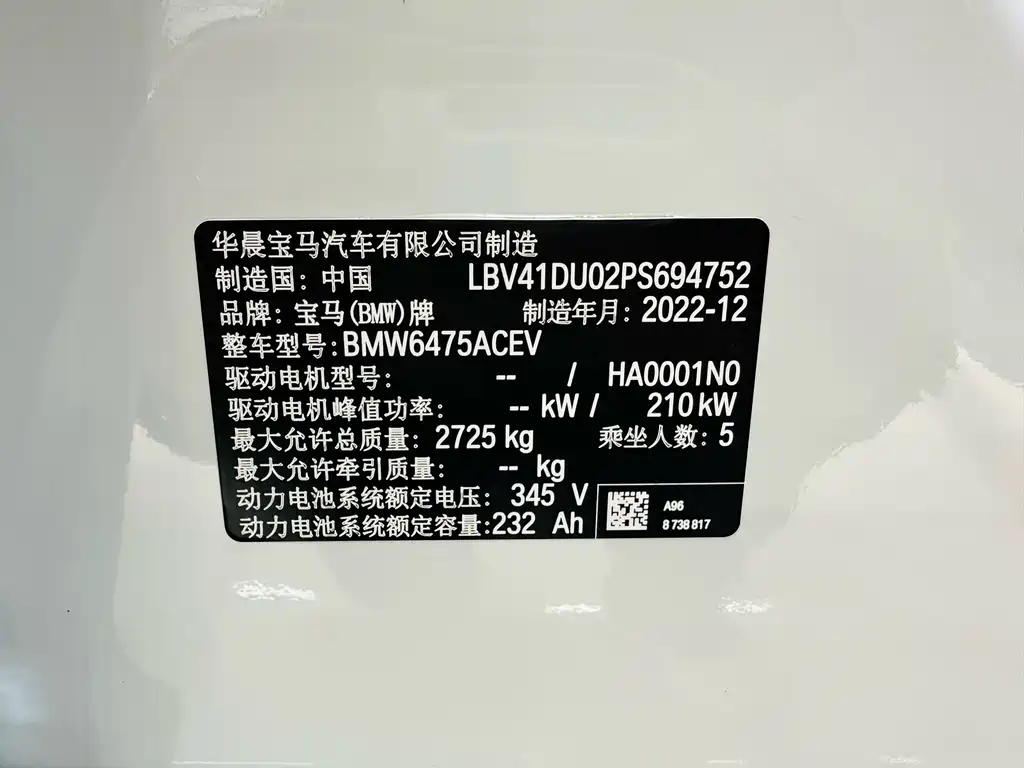 华晨宝马汽车有限公司制造
制造国：中国 LBV41DU02PS694752
品牌：宝马(BMW)牌 制造年月：2022-12
整车型号:BMW6475ACEV
驱动电机型号： -- / HA0001N0
驱动电机峰值功率： -- kW / 210 kW
最大允许总质量：2725 kg 乘坐人数：5
最大允许牵引质量： -- kg
动力电池系统额定电压：345 V
动力电池系统额定容量:232 Ah
A96
8 738 817